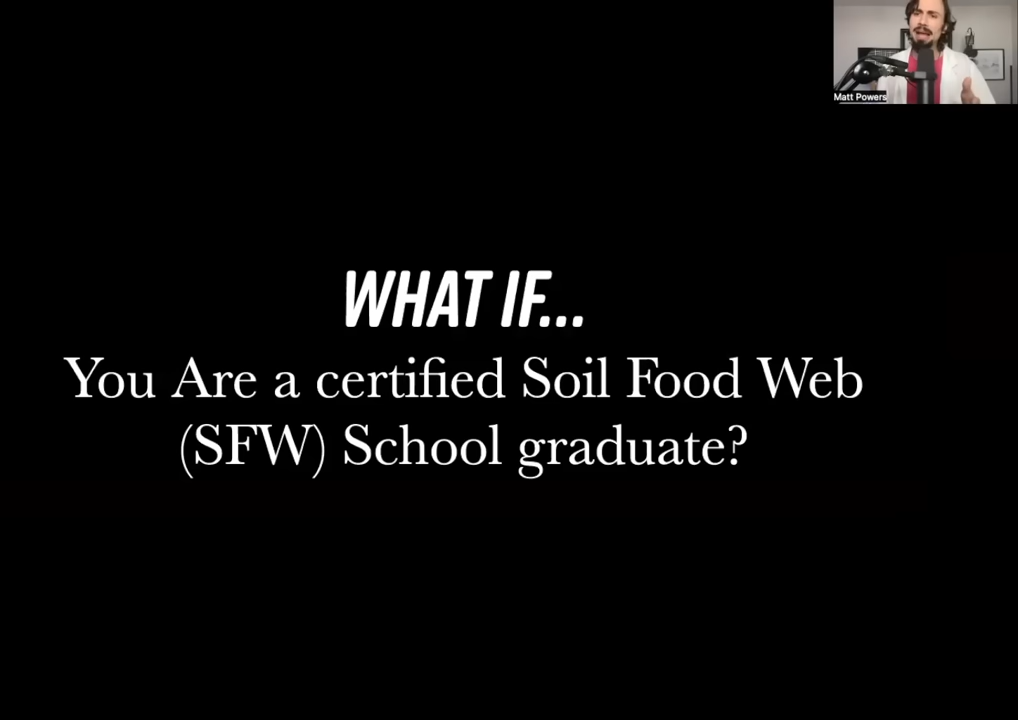 Matt Powers
WHAT IF...
You Are a certified Soil Food Web
(SFW) School graduate?